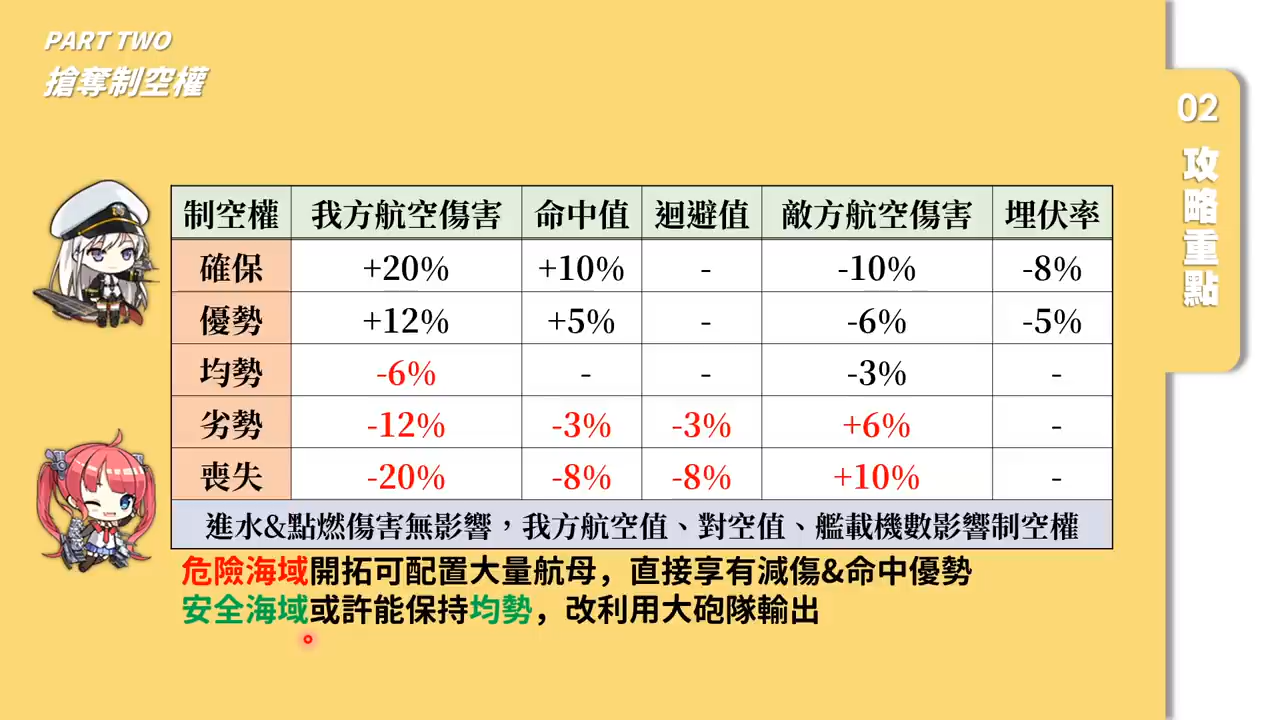 PART TWO
搶奪制空權
02
攻略重點
制空權 我方航空傷害 命中值 迴避值 敵方航空傷害 埋伏率
確保 +20% +10% - -10% -8%
優勢 +12% +5% - -6% -5%
均勢 -6% - - -3% -
劣勢 -12% -3% -3% +6% -
喪失 -20% -8% -8% +10% -
進水&點燃傷害無影響，我方航空值、對空值、艦載機數影響制空權
危險海域開拓可配置大量航母，直接享有減傷&命中優勢
安全海域或許能保持均勢，改利用大砲隊輸出